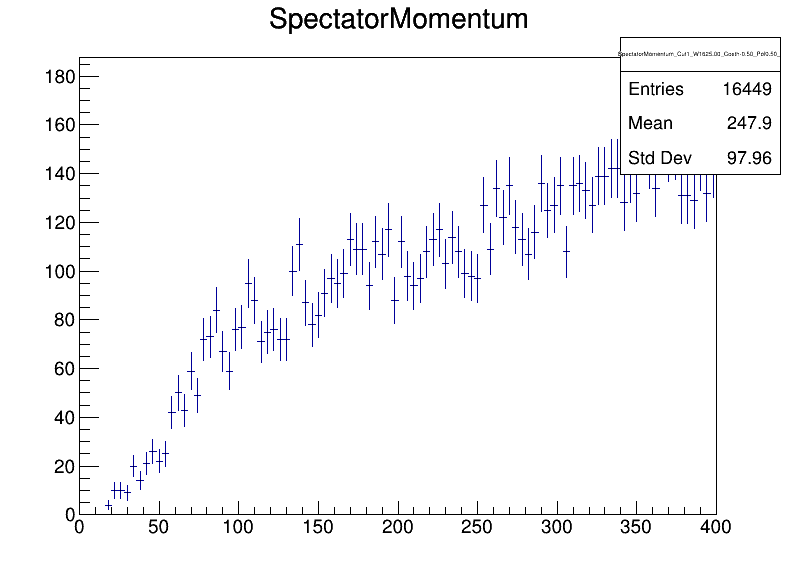 SpectatorMomentum
SpectatorMomentum_Cut1_W1625.00_Costh-0.50_Pol0.50_
Entries 16449
Mean 247.9
Std Dev 97.96
180
160
140
120
100
80
60
40
20
0
0 50 100 150 200 250 300 350 400